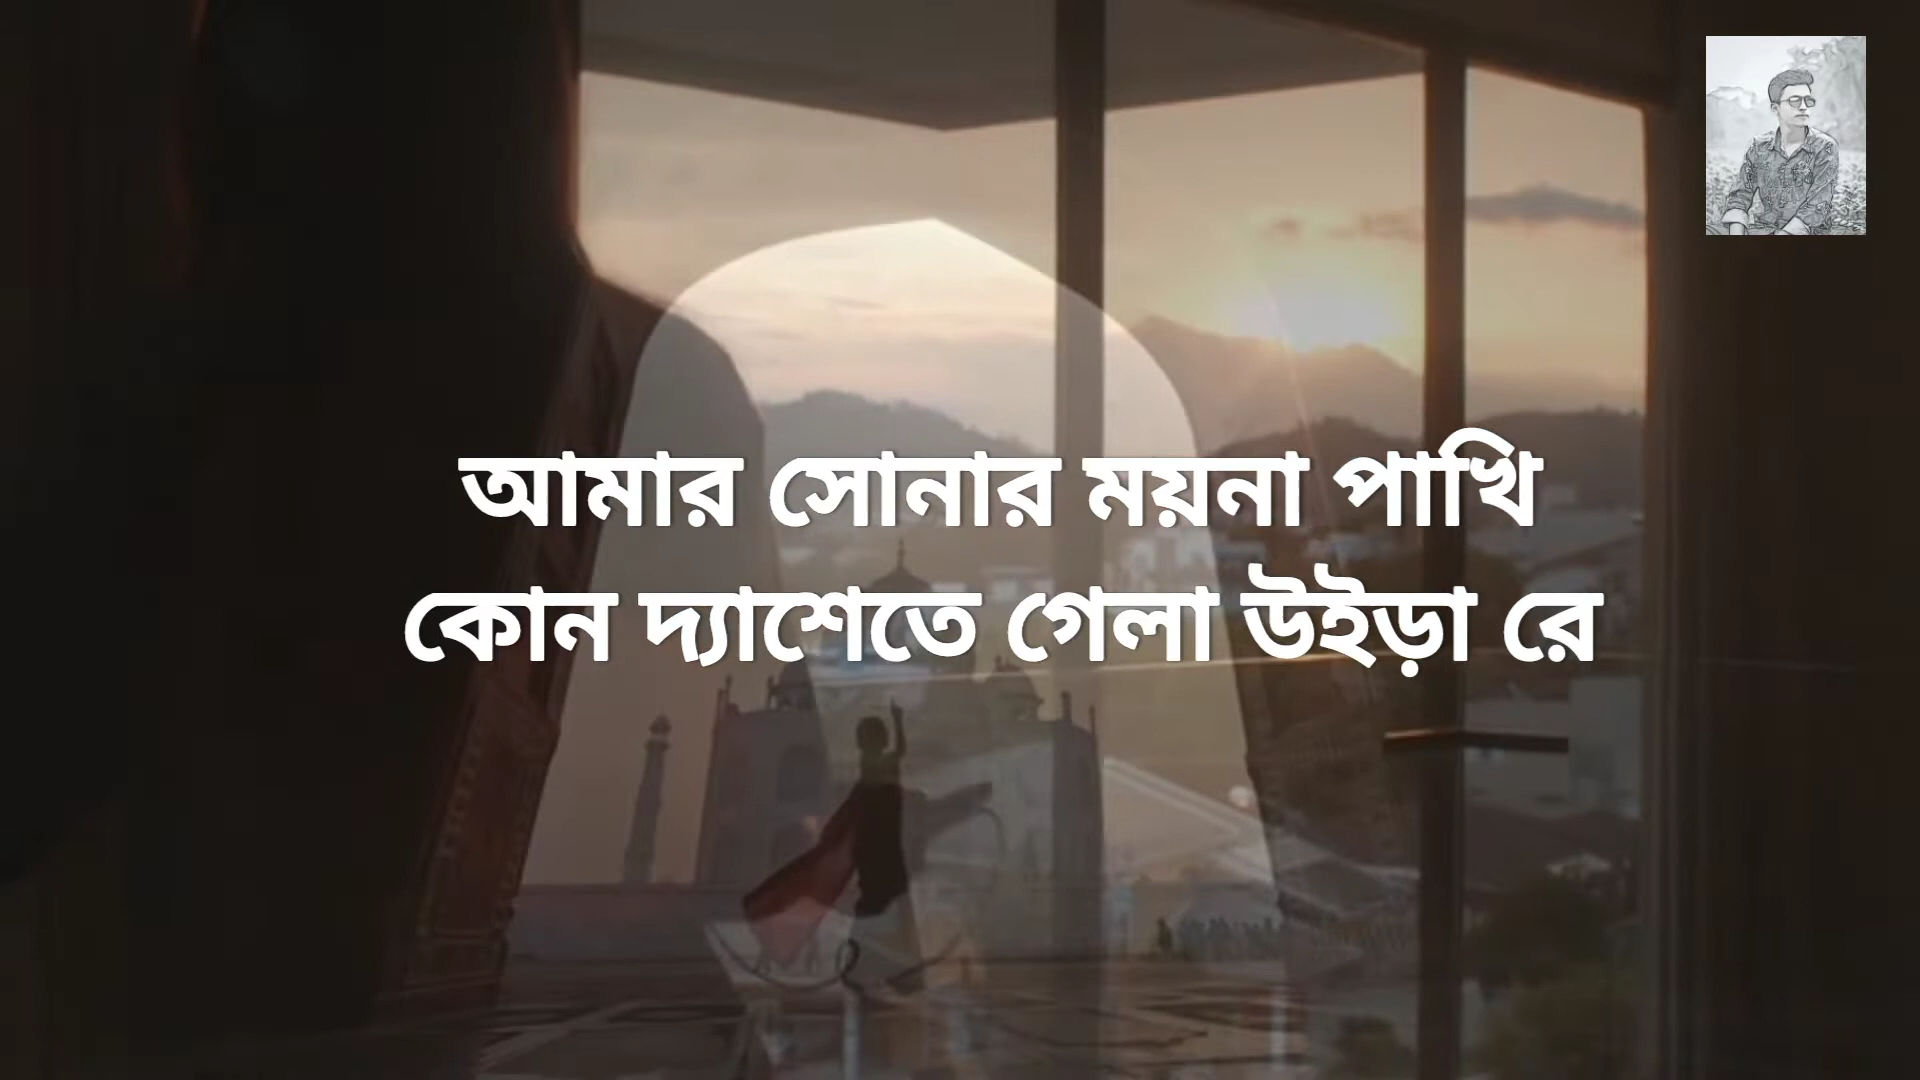 আমার সোনার ময়না পাখি
কোন দ্যাশেতে গেলা উইড়া রে